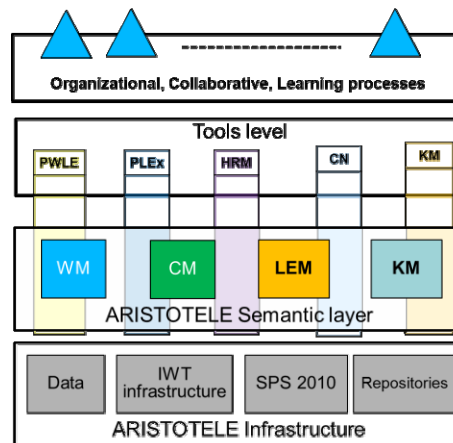 Organizational, Collaborative, Learning processes
Tools level
PWLE PLEx HRM CN KM
WM CM LEM KM
ARISTOTELE Semantic layer
Data IWT infrastructure SPS 2010 Repositories
ARISTOTELE Infrastructure